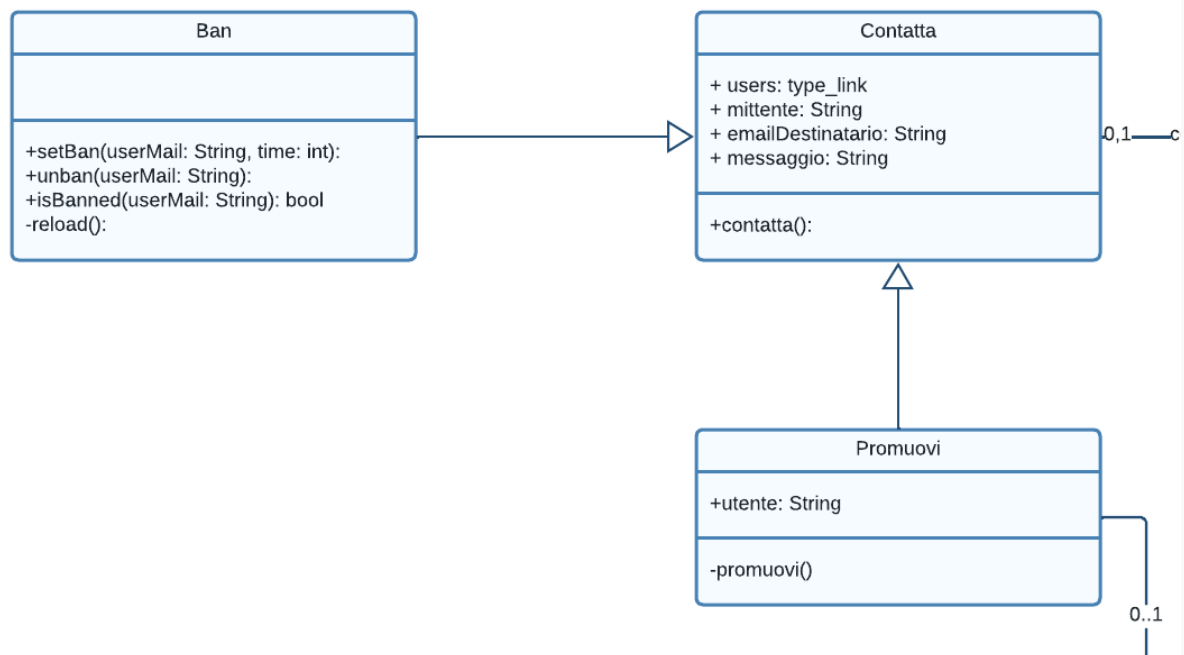 Ban
+setBan(userMail: String, time: int):
+unban(userMail: String):
+isBanned(userMail: String): bool
-reload():
Contatta
+ users: type_link
+ mittente: String
+ emailDestinatario: String
+ messaggio: String
+contatta():
0,1
c
Promuovi
+utente: String
-promuovi()
0..1